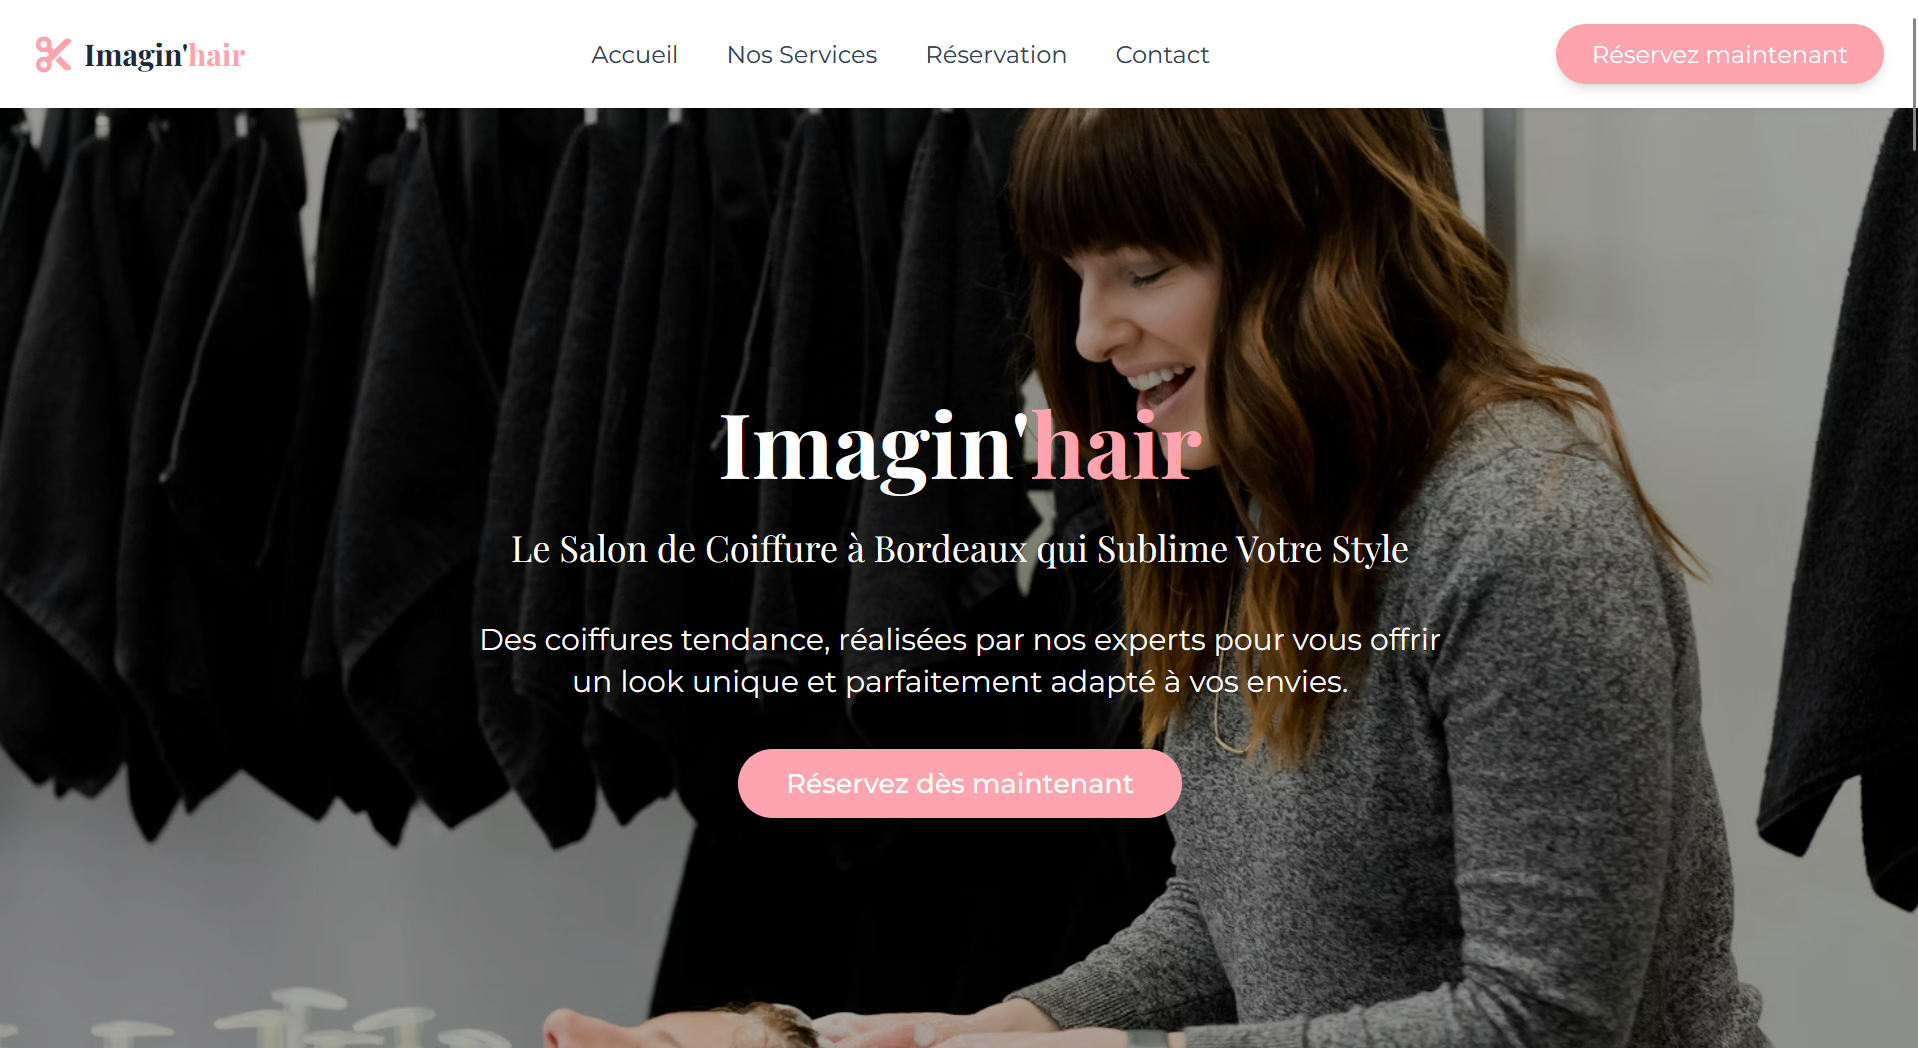 Imagin'hair
Accueil
Nos Services
Réservation
Contact
Réservez maintenant
Imagin'hair
Le Salon de Coiffure à Bordeaux qui Sublime Votre Style
Des coiffures tendance, réalisées par nos experts pour vous offrir
un look unique et parfaitement adapté à vos envies.
Réservez dès maintenant